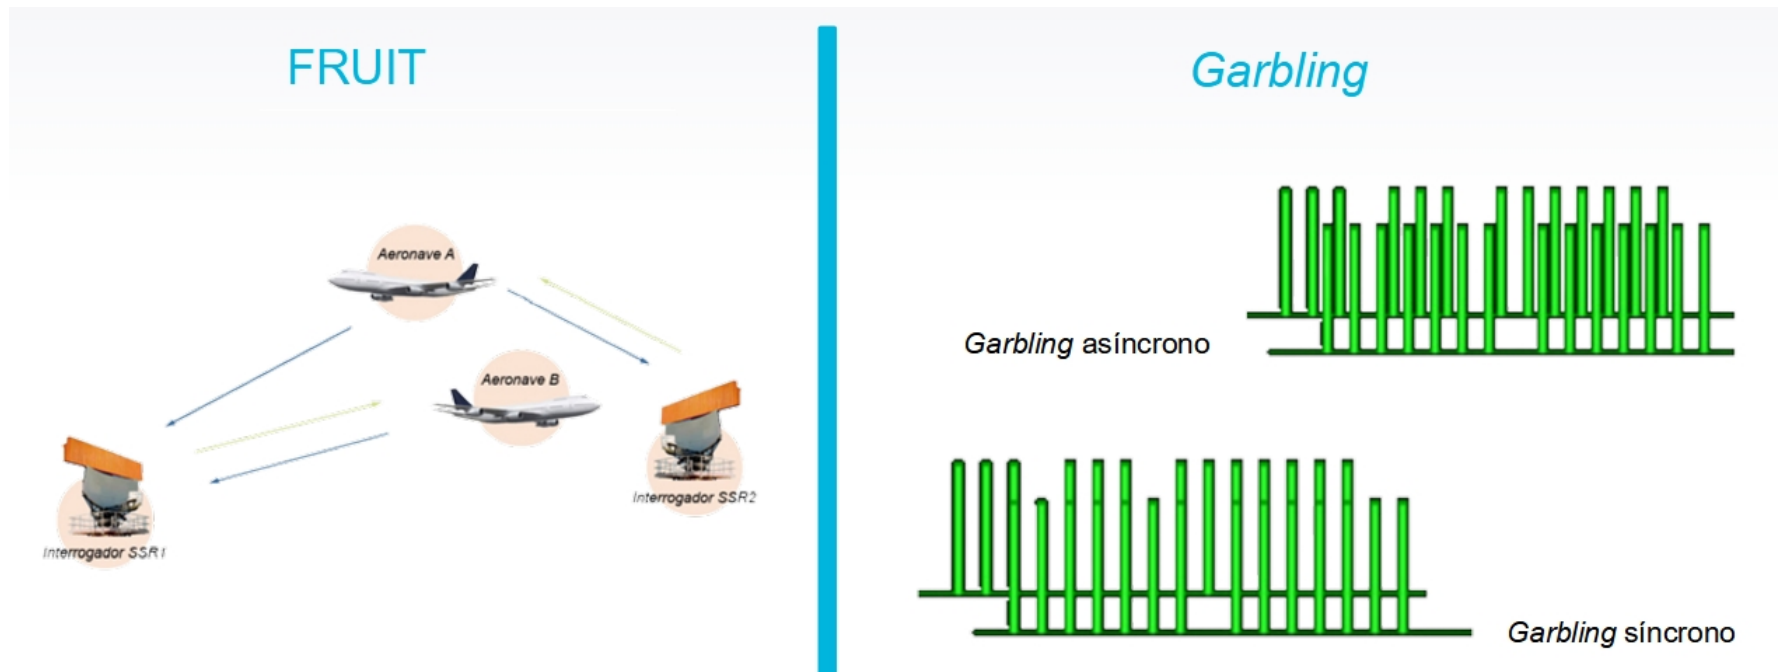 FRUIT
Aeronave A
Aeronave B
Interrogador SSR2
Interrogador SSR1
Garbling
Garbling asíncrono
Garbling síncrono